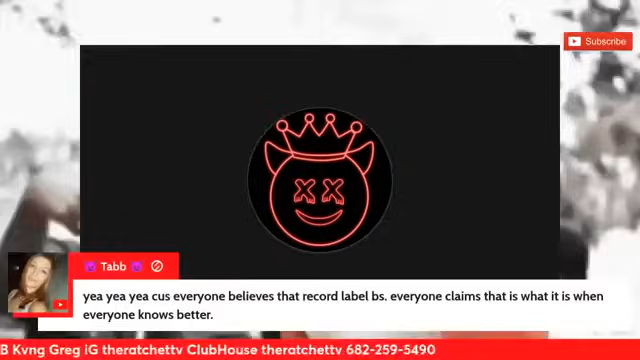 Subscribe
😈 Tabb 😈
yea yea yea cus everyone believes that record label bs. everyone claims that is what it is when
everyone knows better.
B Kvng Greg iG theratchettv ClubHouse theratchettv 682-259-5490